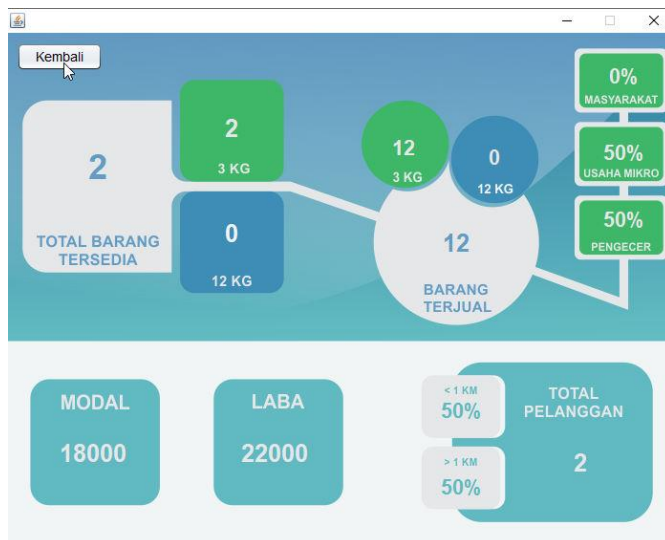 Kembali
2
TOTAL BARANG
TERSEDIA
2
3 KG
0
12 KG
12
3 KG
0
12 KG
12
BARANG
TERJUAL
0%
MASYARAKAT
50%
USAHA MIKRO
50%
PENGECER
MODAL
18000
LABA
22000
< 1 KM
50%
> 1 KM
50%
TOTAL
PELANGGAN
2